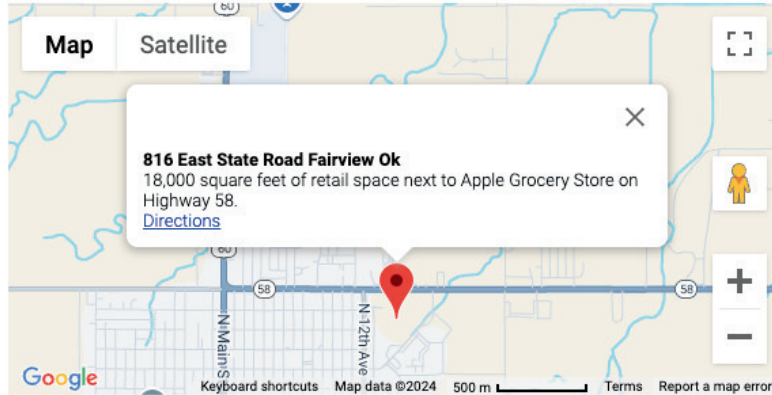 60
Map Satellite
816 East State Road Fairview Ok
18,000 square feet of retail space next to Apple Grocery Store on
Highway 58.
Directions
60
58
58
N Main S
N 12th Ave
Google
Keyboard shortcuts Map data ©2024 500 m Terms Report a map error